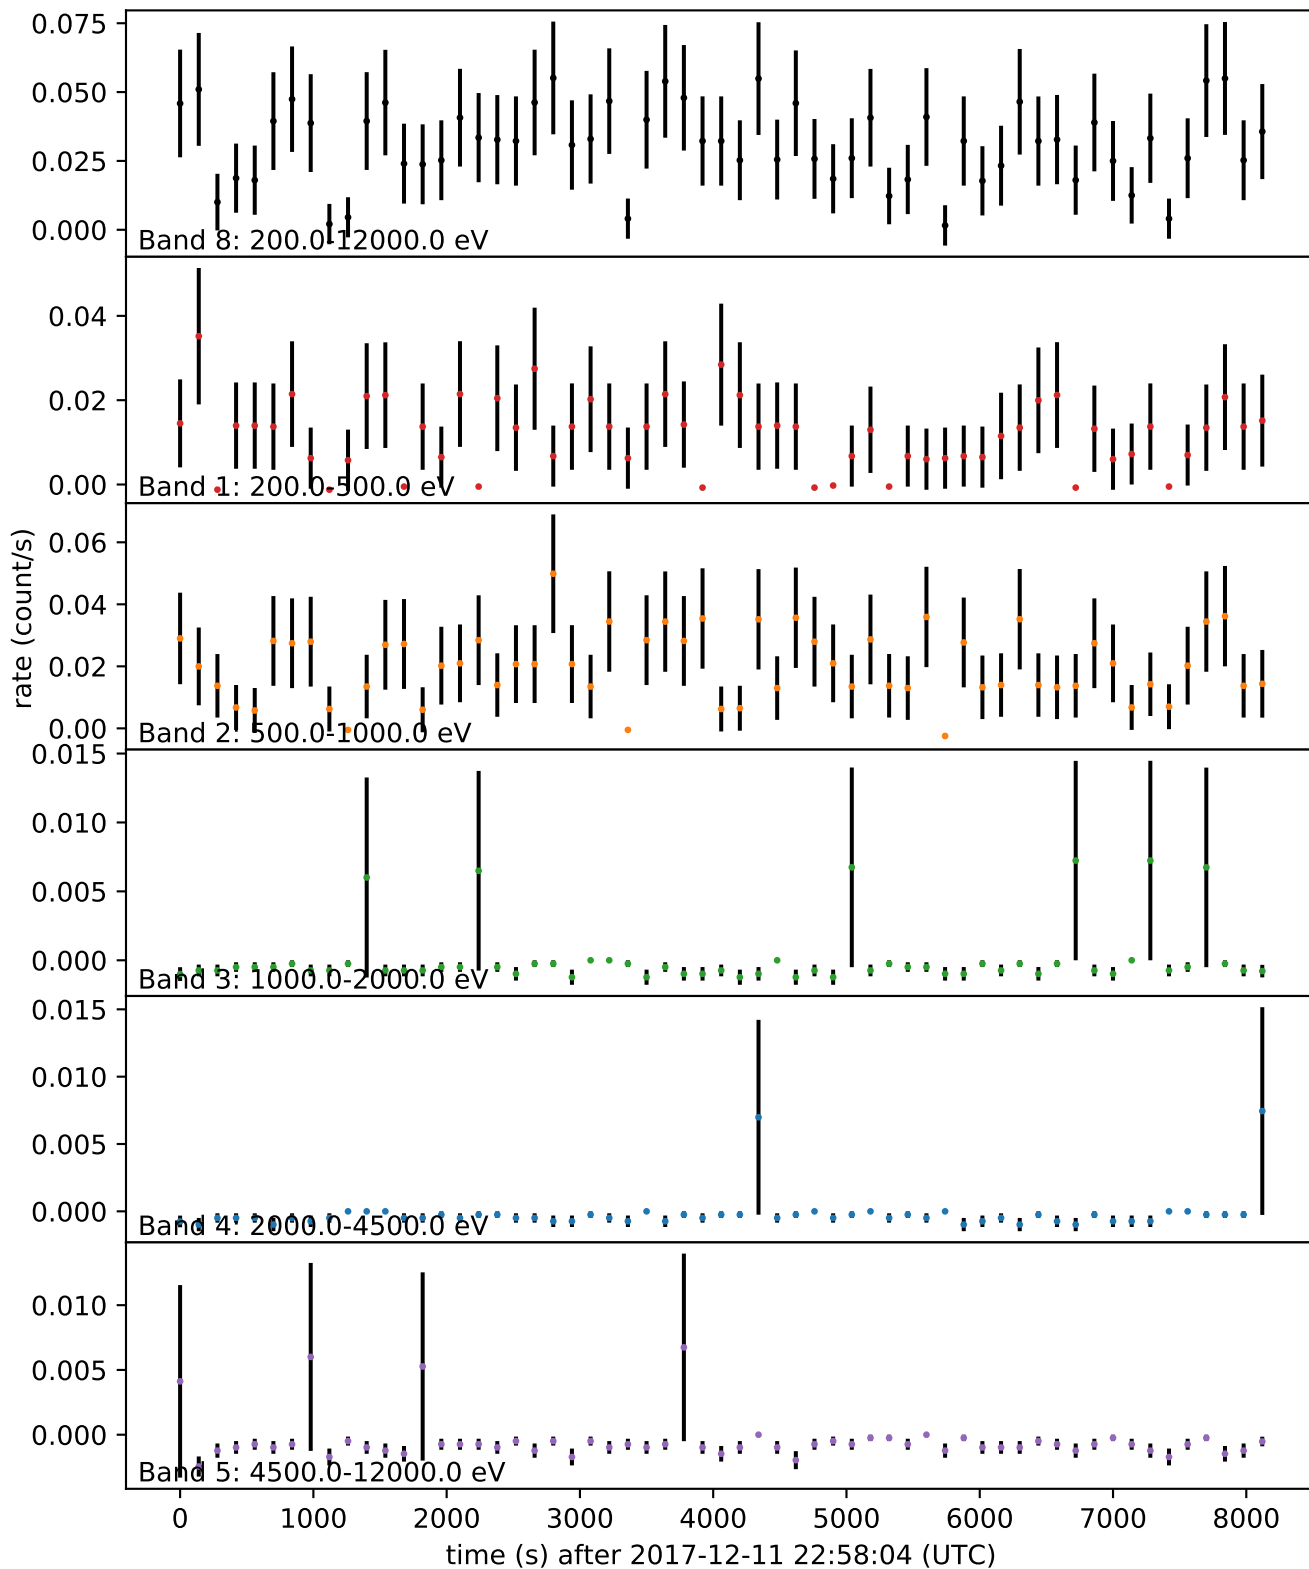 0.075
0.050
0.025
0.000
Band 8: 200.0-12000.0 eV
0.04
0.02
0.00
Band 1: 200.0-500.0 eV
rate (count/s)
0.06
0.04
0.02
0.00
Band 2: 500.0-1000.0 eV
0.015
0.010
0.005
0.000
Band 3: 1000.0-2000.0 eV
0.015
0.010
0.005
0.000
Band 4: 2000.0-4500.0 eV
0.010
0.005
0.000
Band 5: 4500.0-12000.0 eV
0 1000 2000 3000 4000 5000 6000 7000 8000
time (s) after 2017-12-11 22:58:04 (UTC)